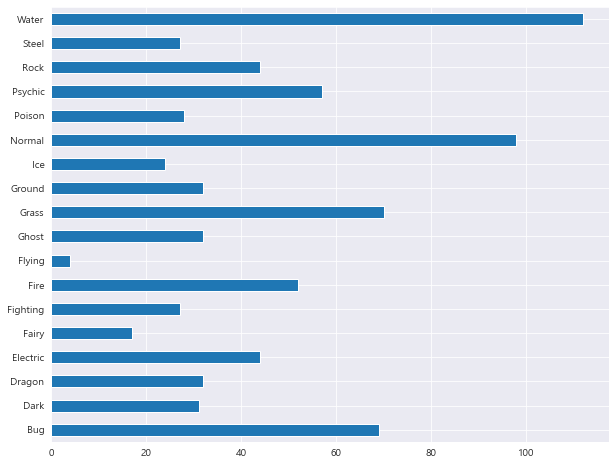 Water
Steel
Rock
Psychic
Poison
Normal
Ice
Ground
Grass
Ghost
Flying
Fire
Fighting
Fairy
Electric
Dragon
Dark
Bug
0 20 40 60 80 100